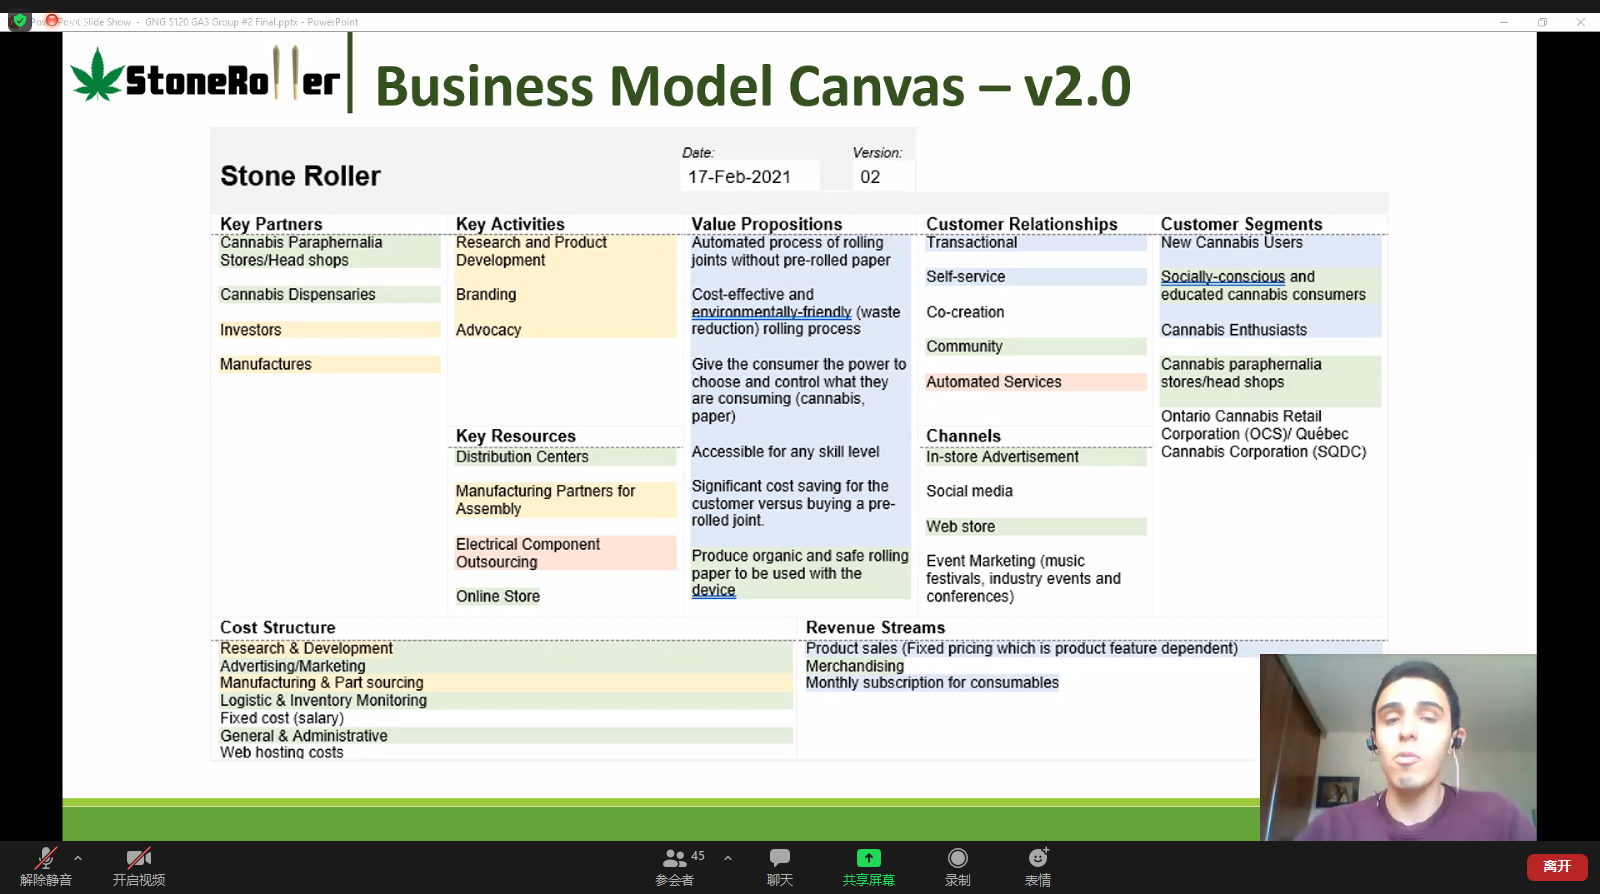 PowerPoint Slide Show - GNG 5120 GA3 Group #2 Final.pptx - PowerPoint
StoneRoller
Business Model Canvas – v2.0
Stone Roller
Date:
17-Feb-2021
Version:
02
Key Partners
Cannabis Paraphernalia
Stores/Head shops
Cannabis Dispensaries
Investors
Manufactures
Key Activities
Research and Product
Development
Branding
Advocacy
Key Resources
Distribution Centers
Manufacturing Partners for
Assembly
Electrical Component
Outsourcing
Online Store
Value Propositions
Automated process of rolling
joints without pre-rolled paper
Cost-effective and
environmentally-friendly (waste
reduction) rolling process
Give the consumer the power to
choose and control what they
are consuming (cannabis,
paper)
Accessible for any skill level
Significant cost saving for the
customer versus buying a pre-
rolled joint.
Produce organic and safe rolling
paper to be used with the
device
Customer Relationships
Transactional
Self-service
Co-creation
Community
Automated Services
Channels
In-store Advertisement
Social media
Web store
Event Marketing (music
festivals, industry events and
conferences)
Customer Segments
New Cannabis Users
Socially-conscious and
educated cannabis consumers
Cannabis Enthusiasts
Cannabis paraphernalia
stores/head shops
Ontario Cannabis Retail
Corporation (OCS)/ Québec
Cannabis Corporation (SQDC)
Cost Structure
Research & Development
Advertising/Marketing
Manufacturing & Part sourcing
Logistic & Inventory Monitoring
Fixed cost (salary)
General & Administrative
Web hosting costs
Revenue Streams
Product sales (Fixed pricing which is product feature dependent)
Merchandising
Monthly subscription for consumables
解除静音
开启视频
45
参会者
聊天
共享屏幕
录制
表情
离开